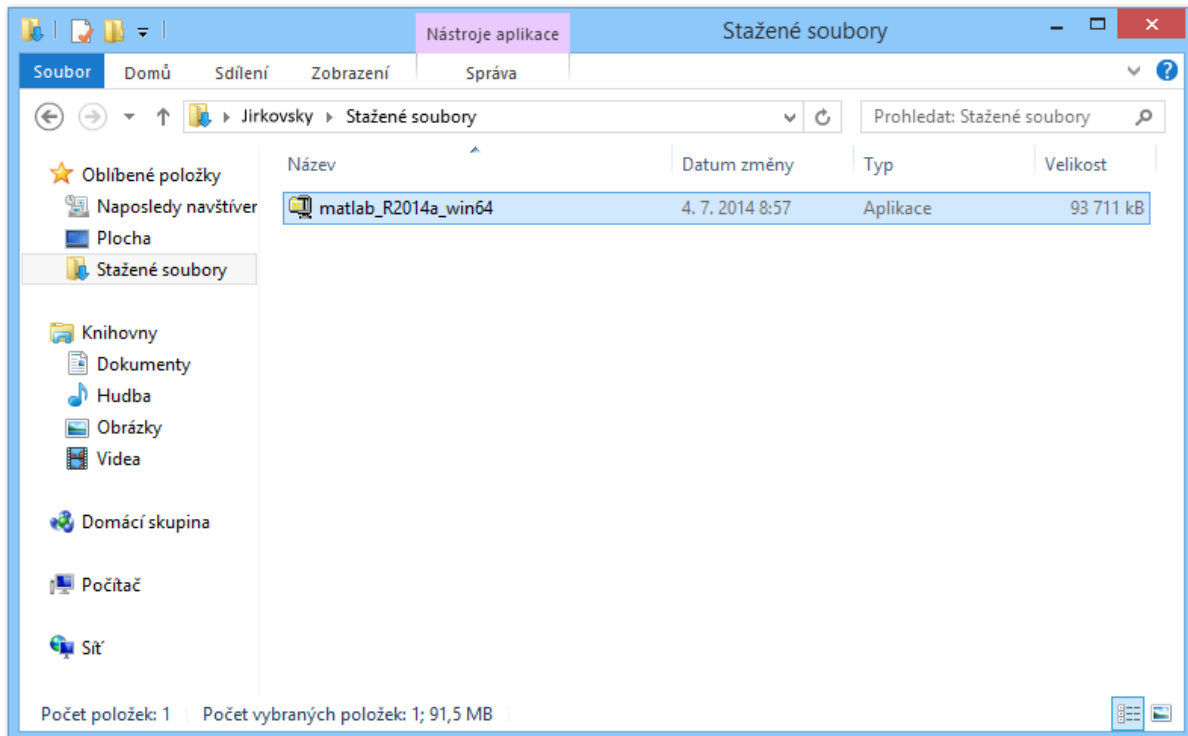 Nástroje aplikace
Stažené soubory
Soubor Domů Sdílení Zobrazení Správa
Jirkovsky Stažené soubory
Prohledat: Stažené soubory
Oblíbené položky
Naposledy navštíver
Plocha
Stažené soubory
Knihovny
Dokumenty
Hudba
Obrázky
Videa
Domácí skupina
Počítač
Síť
Název Datum změny Typ Velikost
matlab_R2014a_win64 4. 7. 2014 8:57 Aplikace 93 711 kB
Počet položek: 1 Počet vybraných položek: 1; 91,5 MB